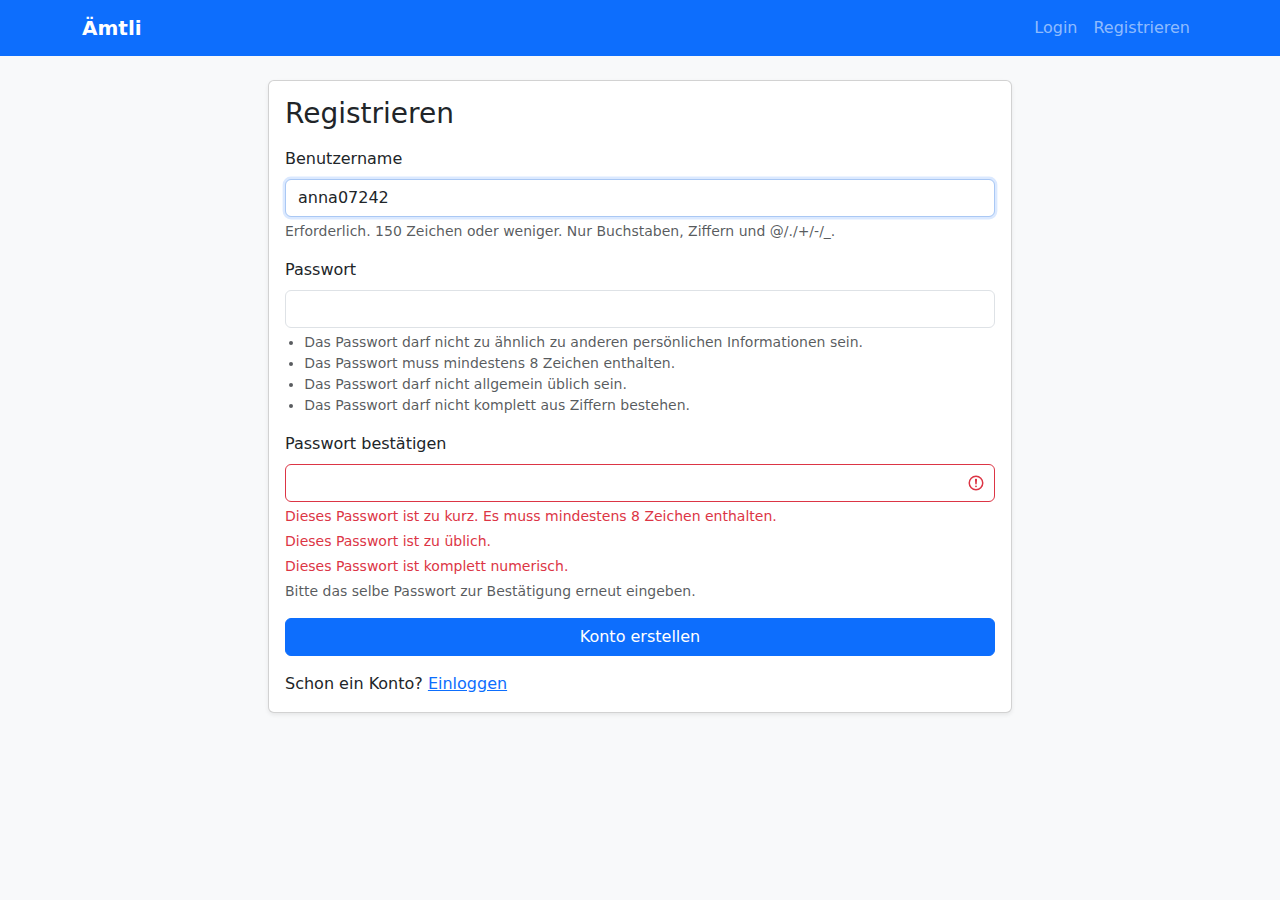 Ämtli
Login Registrieren
Registrieren
Benutzername
anna07242
Erforderlich. 150 Zeichen oder weniger. Nur Buchstaben, Ziffern und @/./+/-/_.
Passwort
Das Passwort darf nicht zu ähnlich zu anderen persönlichen Informationen sein.
Das Passwort muss mindestens 8 Zeichen enthalten.
Das Passwort darf nicht allgemein üblich sein.
Das Passwort darf nicht komplett aus Ziffern bestehen.
Passwort bestätigen
Dieses Passwort ist zu kurz. Es muss mindestens 8 Zeichen enthalten.
Dieses Passwort ist zu üblich.
Dieses Passwort ist komplett numerisch.
Bitte das selbe Passwort zur Bestätigung erneut eingeben.
Konto erstellen
Schon ein Konto? Einloggen